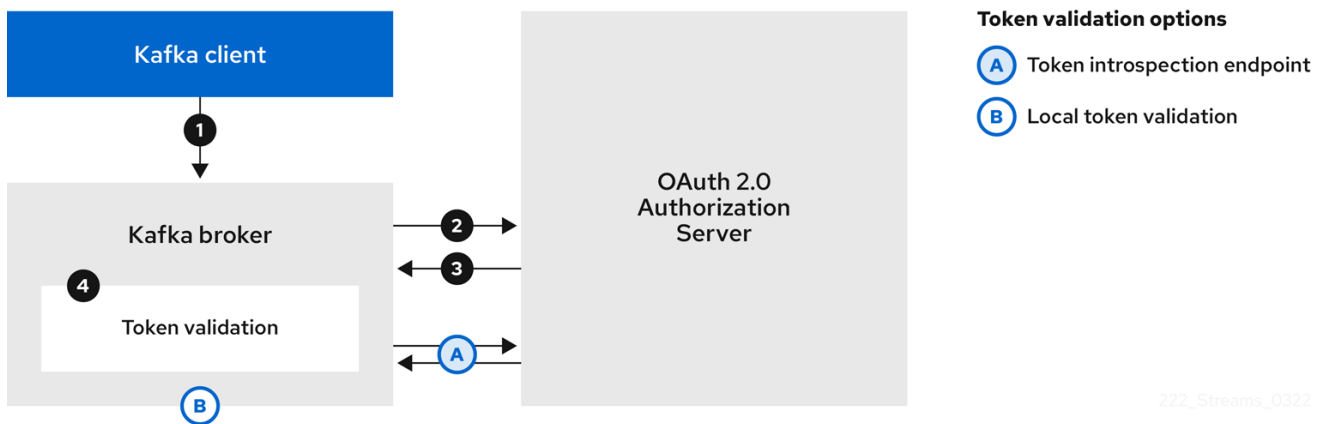 Kafka client
1
Kafka broker
2
3
4
Token validation
A
B
OAuth 2.0
Authorization
Server
Token validation options
A Token introspection endpoint
B Local token validation
222_Streams_0322